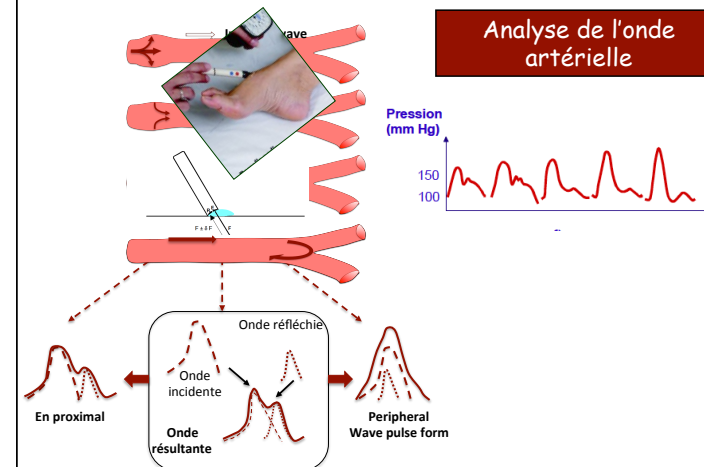 wave
Analyse de l'onde
artérielle
Pression
(mm Hg)
150
100
F ± δ F
F
Onde réfléchie
Onde
incidente
Onde
résultante
En proximal
Peripheral
Wave pulse form